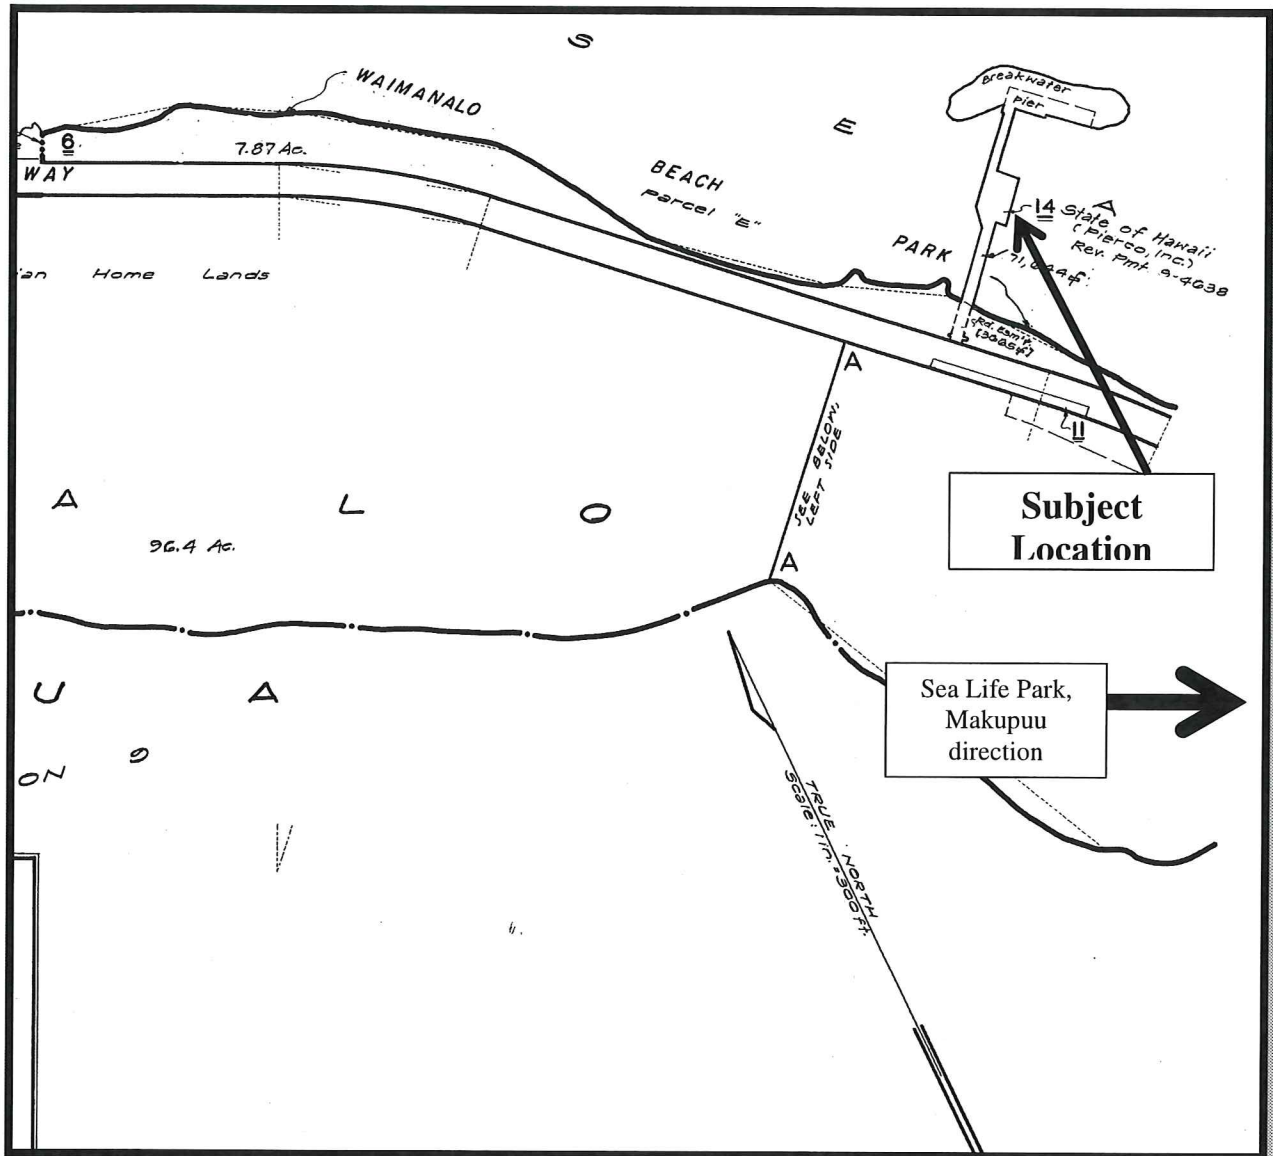 S
E
A
WAIMANALO
BEACH
Parcel "E"
PARK
Breakwater
Pier
6
7.87 Ac.
WAY
14
State of Hawaii
(Pierco, Inc.)
Rev. Pmt. S-4638
Rd. Esm't.
Home Lands
11
A
SEE BELOW,
LEFT SIDE
A
Subject
Location
A L O
96.4 Ac.
U A
ON 9
Sea Life Park,
Makupuu
direction
TRUE NORTH
Scale: 1 in. = 300 ft.